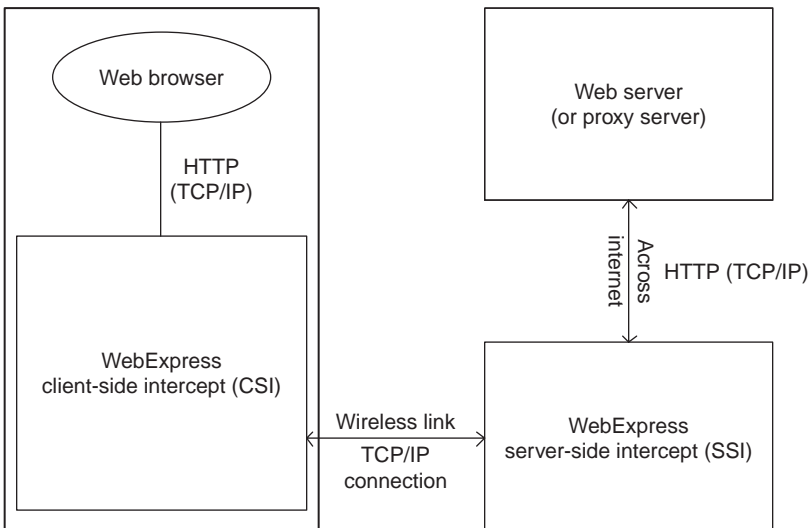 Web browser
HTTP
(TCP/IP)
WebExpress
client-side intercept (CSI)
Wireless link
TCP/IP
connection
Web server
(or proxy server)
Across
internet
HTTP (TCP/IP)
WebExpress
server-side intercept (SSI)